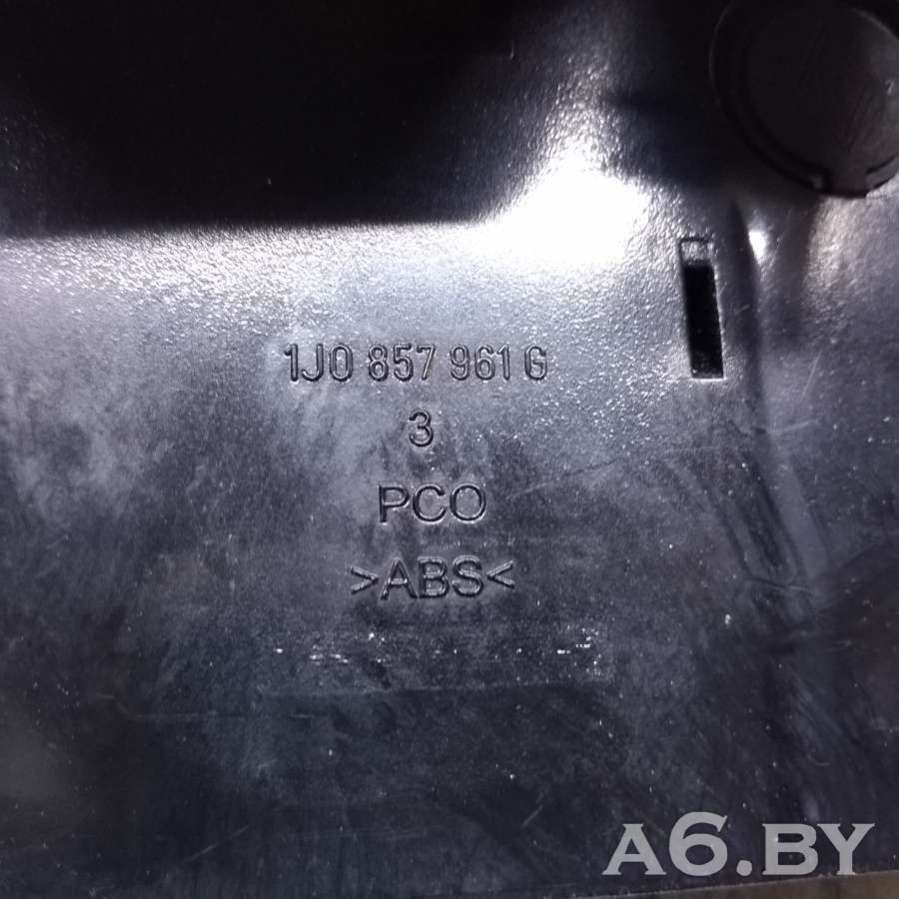 1J0 857 961 G
3
PCO
>ABS<
A6.BY